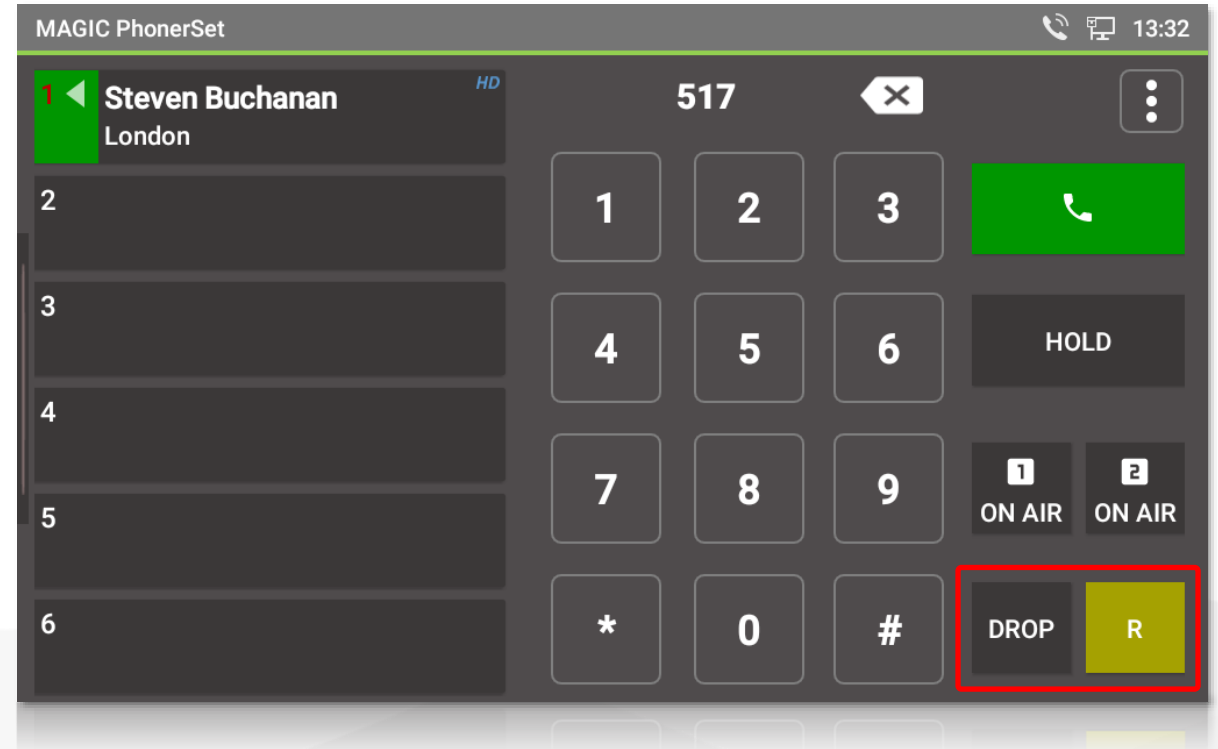 MAGIC PhonerSet
13:32
1
Steven Buchanan
HD
London
2
3
4
5
6
517
1 2 3
4 5 6
HOLD
7 8 9
1
ON AIR
2
ON AIR
* 0 #
DROP
R